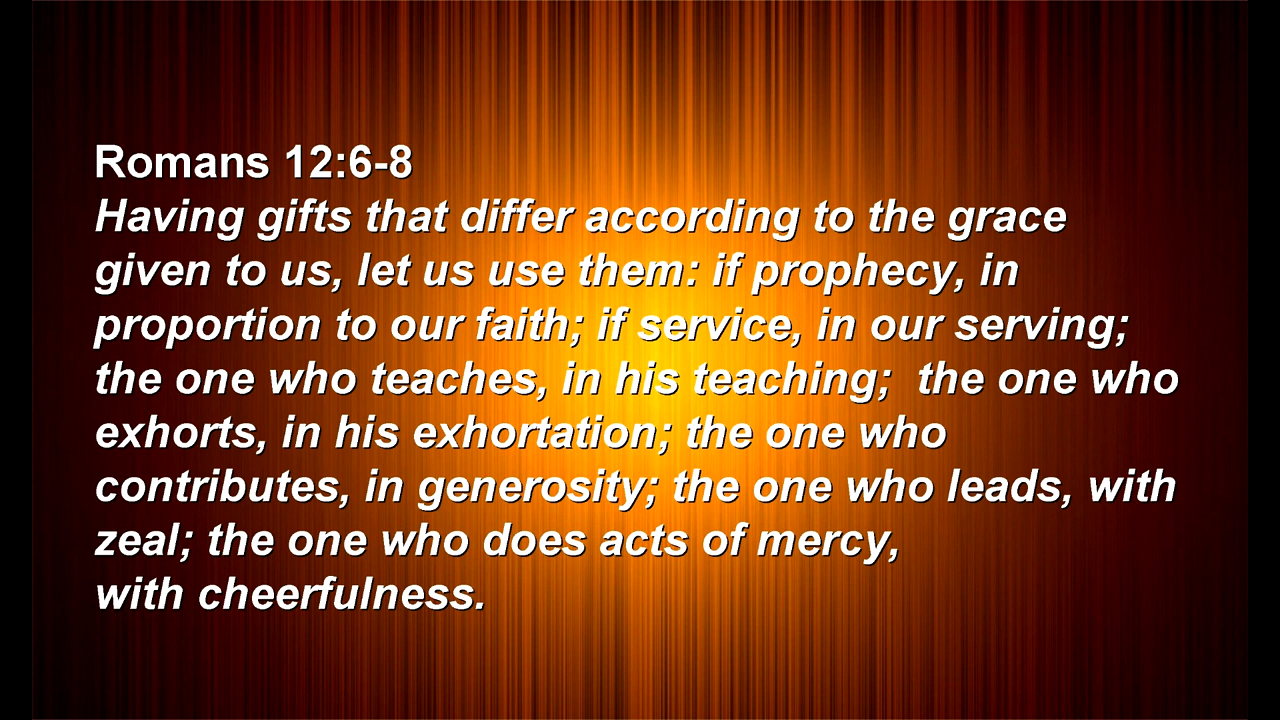 Romans 12:6-8
Having gifts that differ according to the grace
given to us, let us use them: if prophecy, in
proportion to our faith; if service, in our serving;
the one who teaches, in his teaching;  the one who
exhorts, in his exhortation; the one who
contributes, in generosity; the one who leads, with
zeal; the one who does acts of mercy,
with cheerfulness.